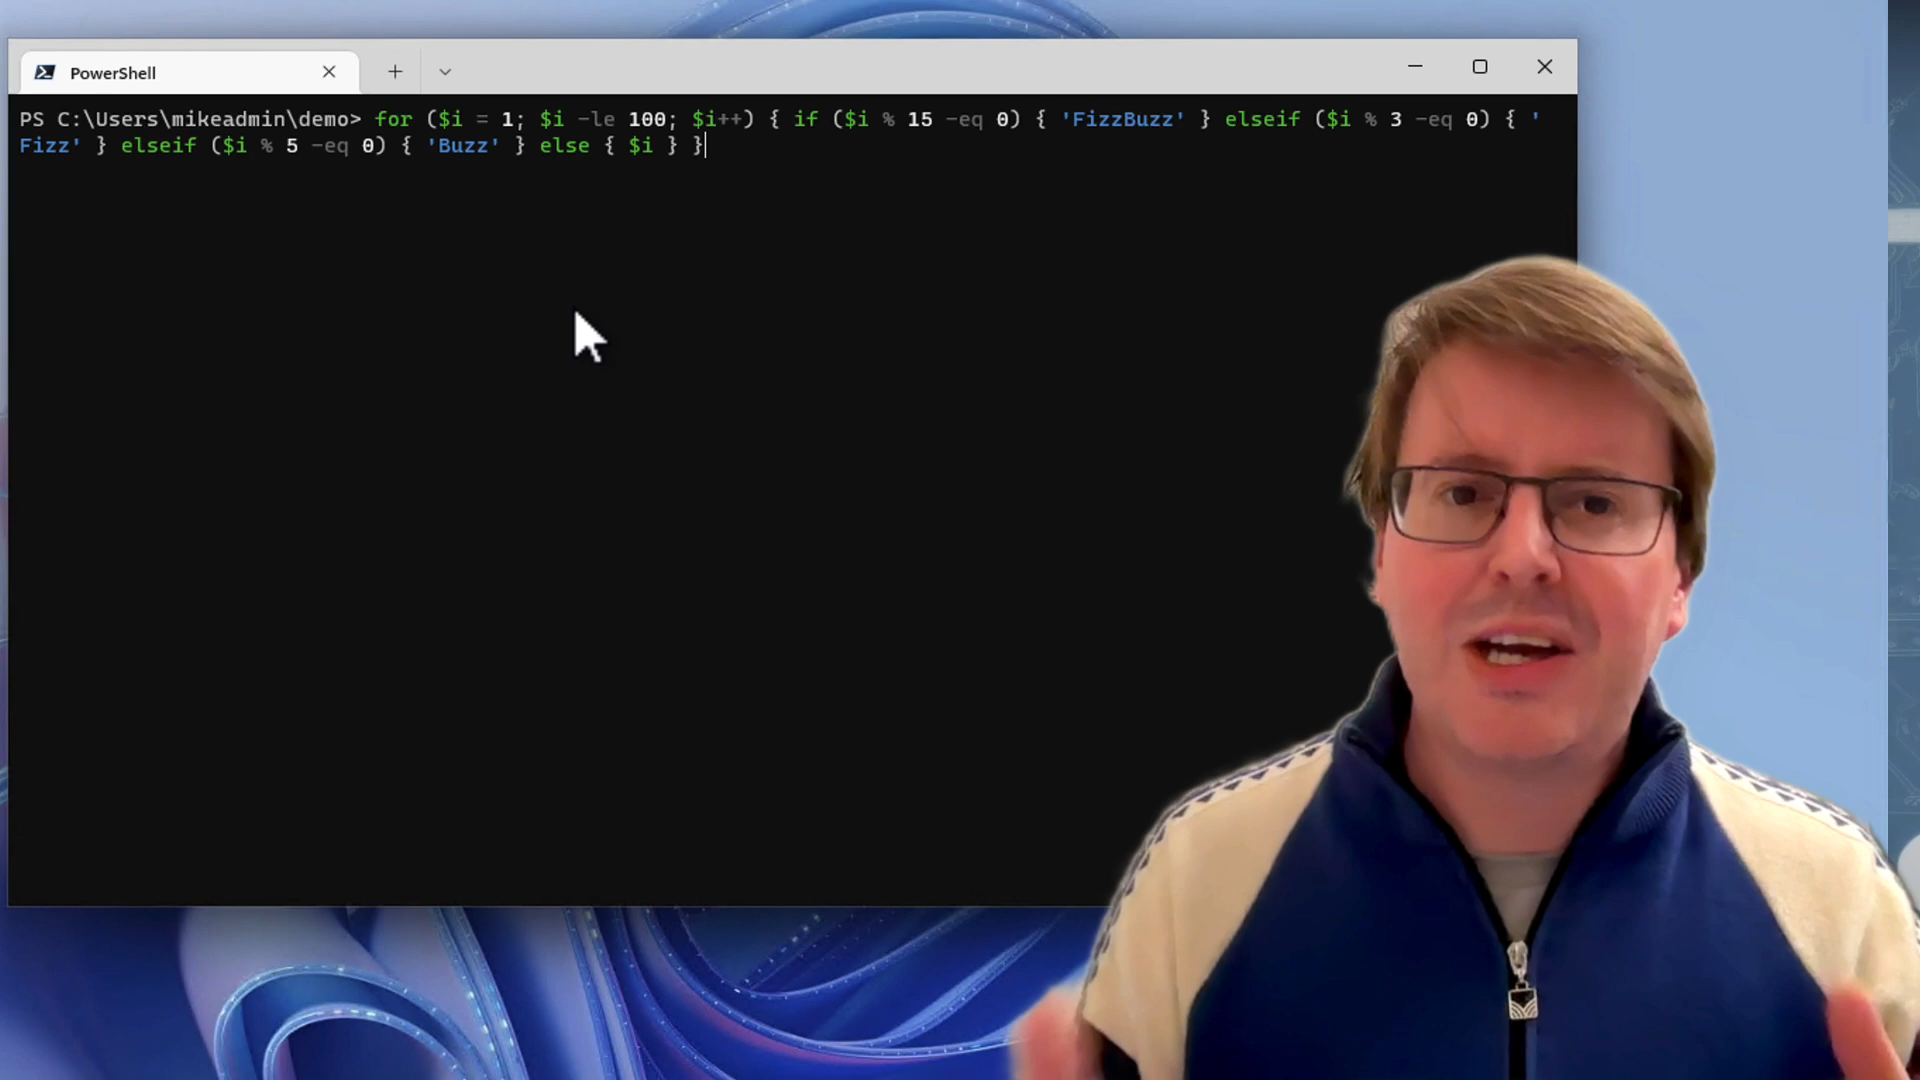 PowerShell
PS C:\Users\mikeadmin\demo> for ($i = 1; $i -le 100; $i++) { if ($i % 15 -eq 0) { 'FizzBuzz' } elseif ($i % 3 -eq 0) { '
Fizz' } elseif ($i % 5 -eq 0) { 'Buzz' } else { $i } }